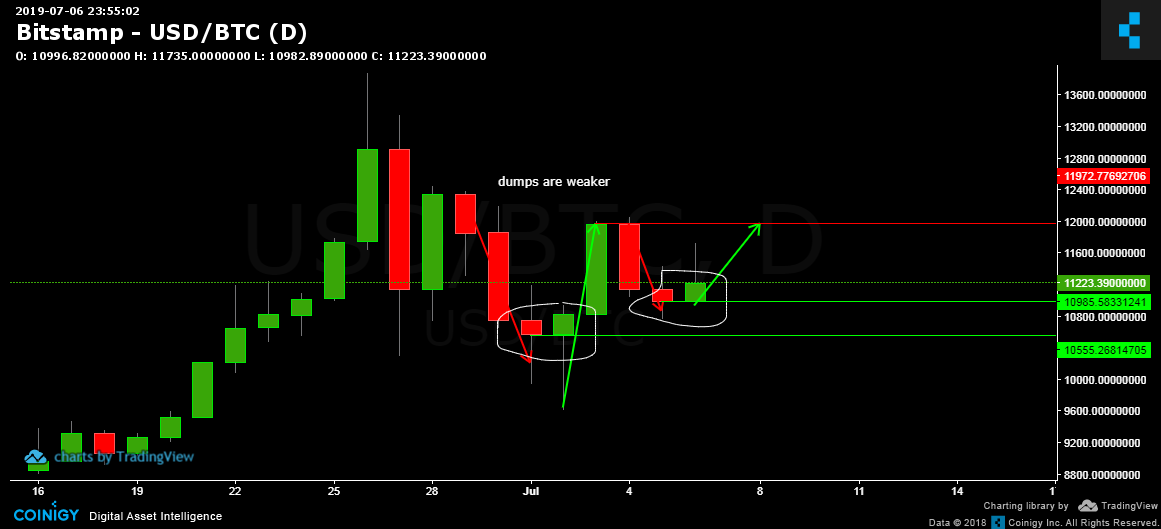 2019-07-06 23:55:02
Bitstamp - USD/BTC (D)
O: 10996.82000000 H: 11735.00000000 L: 10982.89000000 C: 11223.39000000
13600.00000000
13200.00000000
12800.00000000
dumps are weaker
11972.77692706
12400.00000000
USD/BTC, D
12000.00000000
11600.00000000
11223.39000000
10985.58331241
10800.00000000
USD/BTC
10555.26814705
10000.00000000
9600.00000000
9200.00000000
charts by TradingView
8800.00000000
16 19 22 25 28 Jul 4 8 11 14 1
COINIGY Digital Asset Intelligence
Charting library by TradingView
Data © 2018 Coinigy Inc. All Rights Reserved.